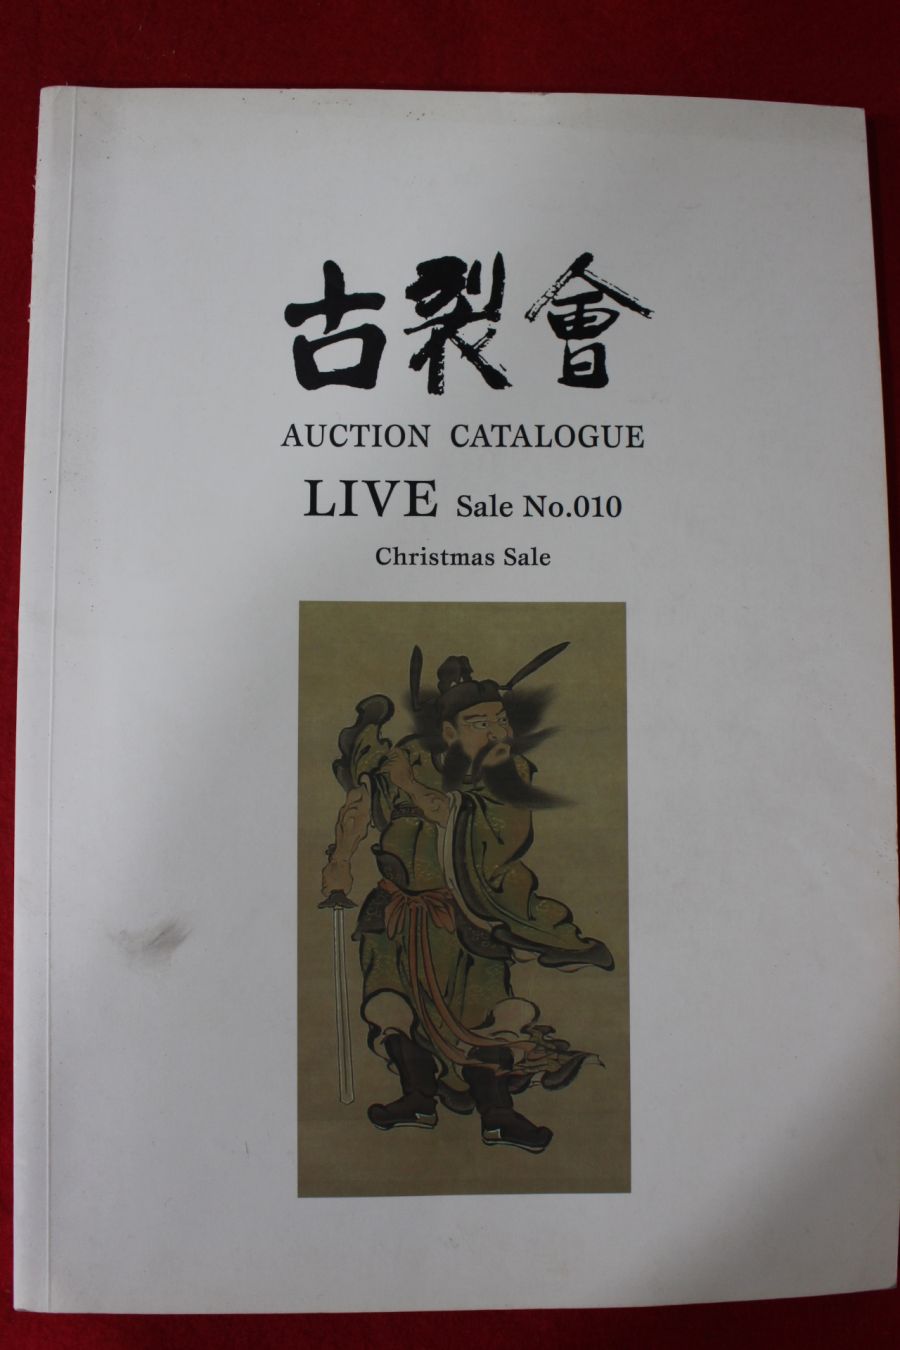 古裂會
AUCTION CATALOGUE
LIVE Sale No.010
Christmas Sale